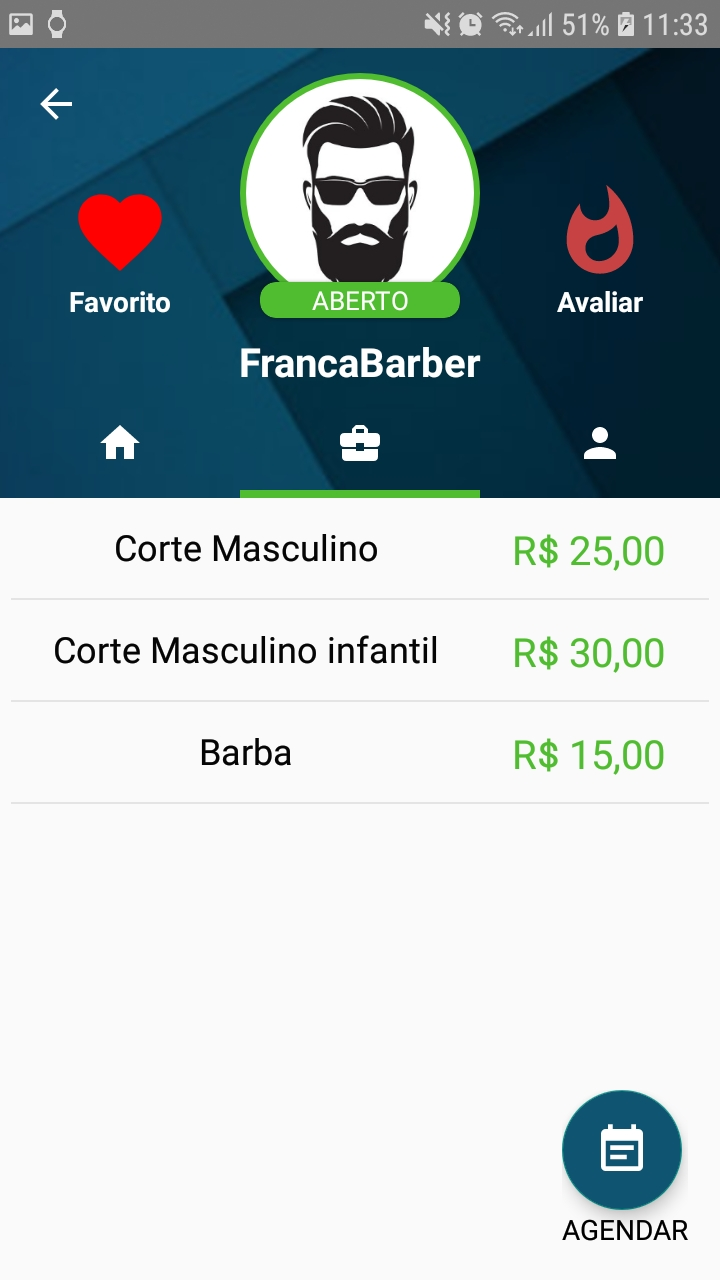 51% 11:33
Favorito
ABERTO
Avaliar
FrancaBarber
Corte Masculino R$ 25,00
Corte Masculino infantil R$ 30,00
Barba R$ 15,00
AGENDAR